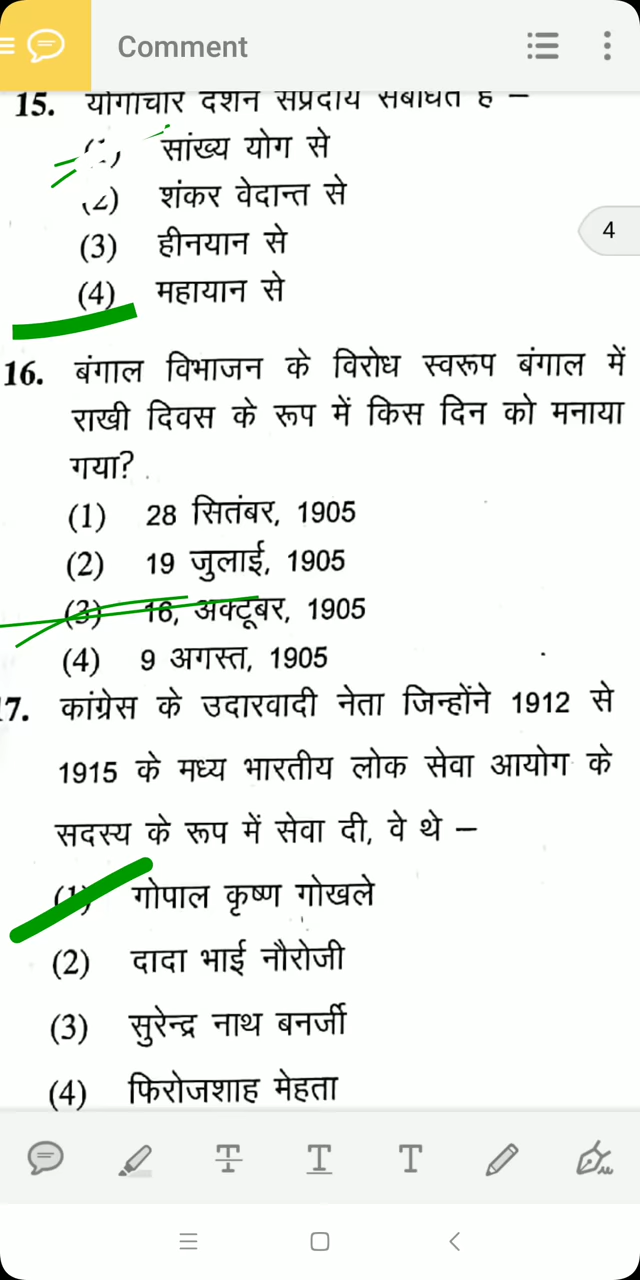 Comment
15. योगाचार दर्शन संप्रदाय संबंधित है –
सांख्य योग से
(2) शंकर वेदान्त से
(3) हीनयान से
4
(4) महायान से
16. बंगाल विभाजन के विरोध स्वरूप बंगाल में
राखी दिवस के रूप में किस दिन को मनाया
गया?
(1) 28 सितंबर, 1905
(2) 19 जुलाई, 1905
(3) 16, अक्टूबर, 1905
(4) 9 अगस्त, 1905
17. कांग्रेस के उदारवादी नेता जिन्होंने 1912 से
1915 के मध्य भारतीय लोक सेवा आयोग के
सदस्य के रूप में सेवा दी, वे थे –
(1) गोपाल कृष्ण गोखले
(2) दादा भाई नौरोजी
(3) सुरेन्द्र नाथ बनर्जी
(4) फिरोजशाह मेहता
T T T